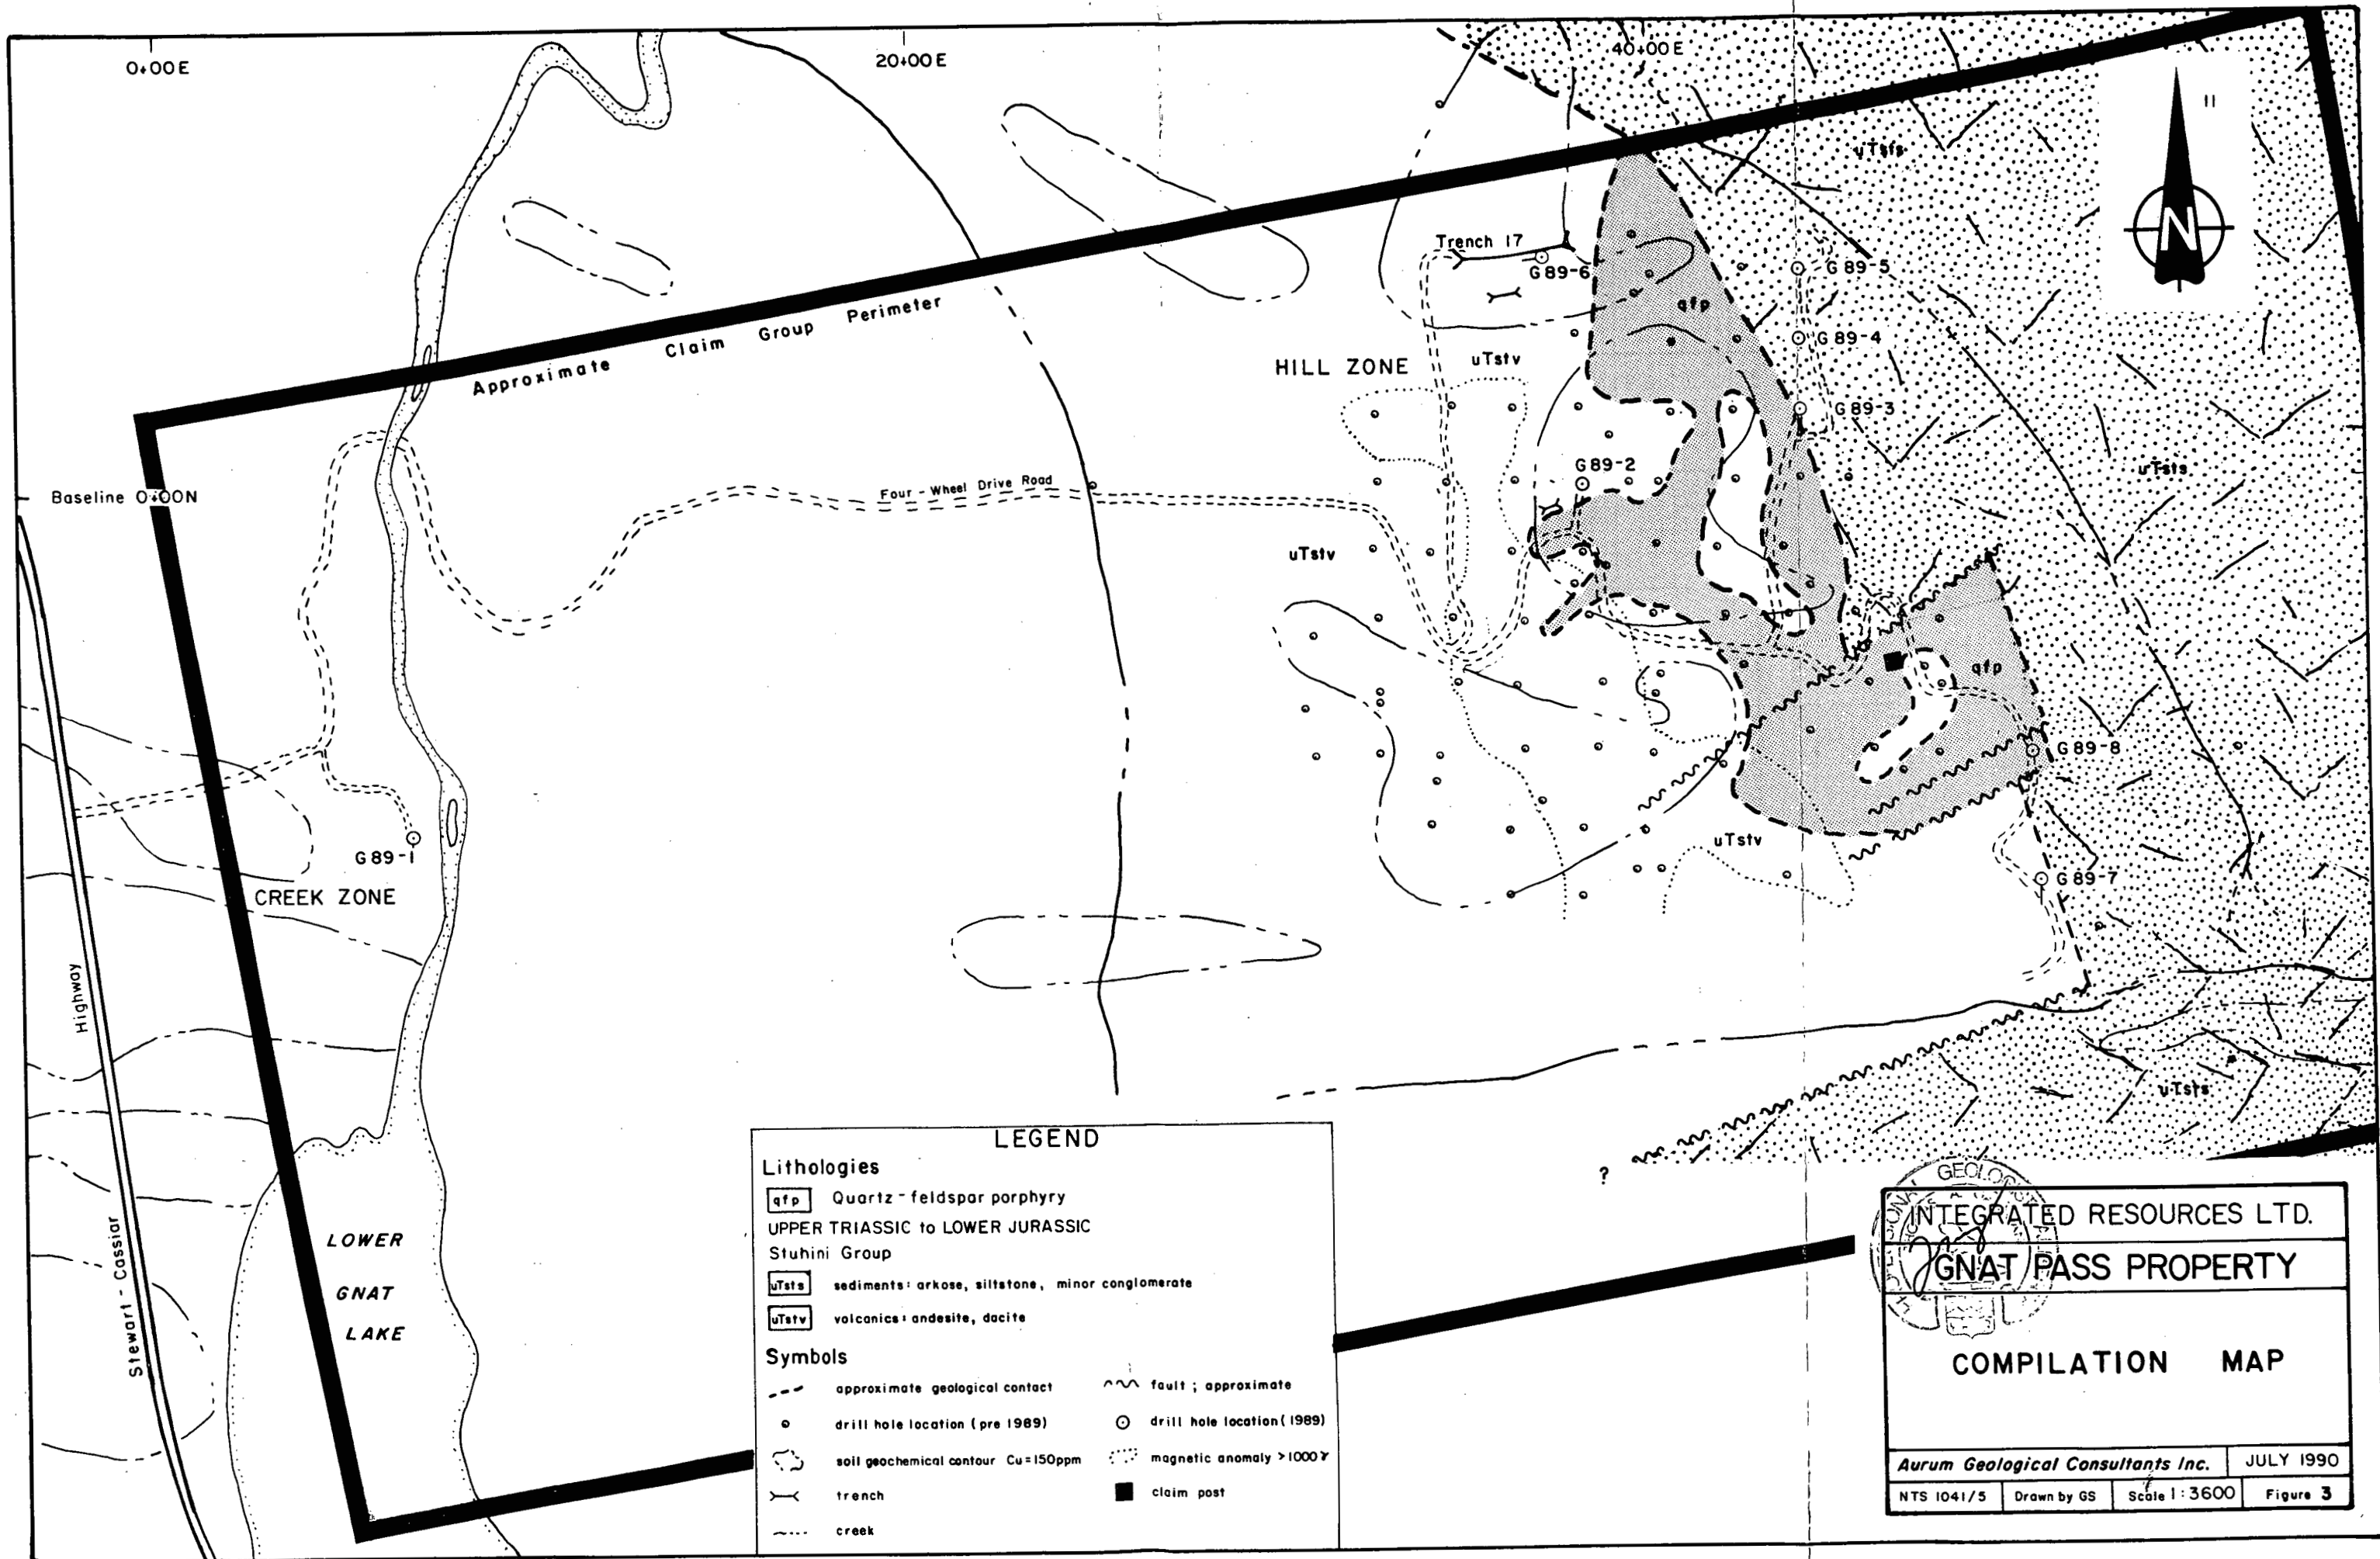 0+00E
20+00E
40+00E
11
N
uTsts
Trench 17
G89-6
G89-5
qfp
G89-4
Approximate Claim Group Perimeter
HILL ZONE
uTstv
G89-3
G89-2
uTsts
Baseline 0+00N
Four-Wheel Drive Road
uTstv
qfp
G89-8
G89-1
uTstv
G89-7
CREEK ZONE
Highway
Stewart - Cassiar
uTsts
?
LOWER
GNAT
LAKE
LEGEND
Lithologies
qfp Quartz-feldspar porphyry
UPPER TRIASSIC to LOWER JURASSIC
Stuhini Group
uTsts sediments: arkose, siltstone, minor conglomerate
uTstv volcanics: andesite, dacite
Symbols
approximate geological contact
fault ; approximate
drill hole location (pre 1989)
drill hole location (1989)
soil geochemical contour Cu=150ppm
magnetic anomaly >1000γ
trench
claim post
creek
GEOLOG
INTEGRATED RESOURCES LTD.
GNAT PASS PROPERTY
COMPILATION MAP
Aurum Geological Consultants Inc. JULY 1990
NTS 104I/5 Drawn by GS Scale 1:3600 Figure 3